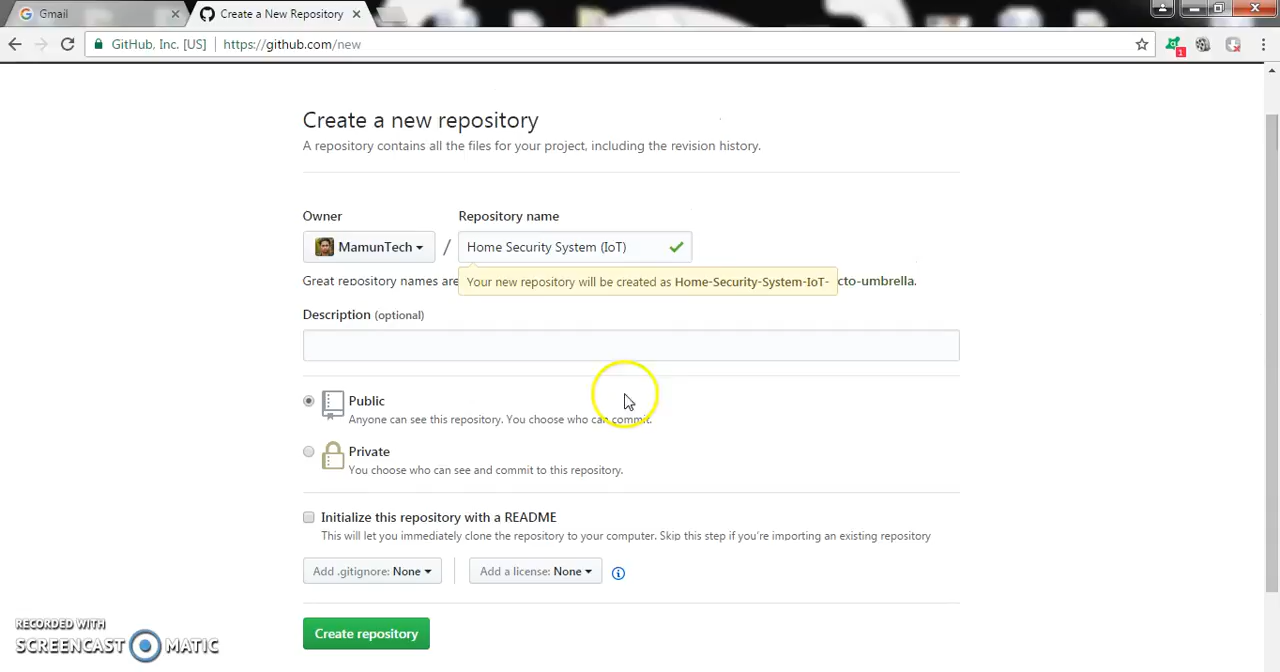 Gmail
Create a New Repository
GitHub, Inc. [US]
https://github.com/new
1
Create a new repository
A repository contains all the files for your project, including the revision history.
Owner
Repository name
MamunTech
/
Home Security System (IoT)
Great repository names are
Your new repository will be created as Home-Security-System-IoT-
cto-umbrella.
Description (optional)
Public
Anyone can see this repository. You choose who can commit.
Private
You choose who can see and commit to this repository.
Initialize this repository with a README
This will let you immediately clone the repository to your computer. Skip this step if you're importing an existing repository
Add .gitignore: None
Add a license: None
Create repository
RECORDED WITH
SCREENCAST MATIC